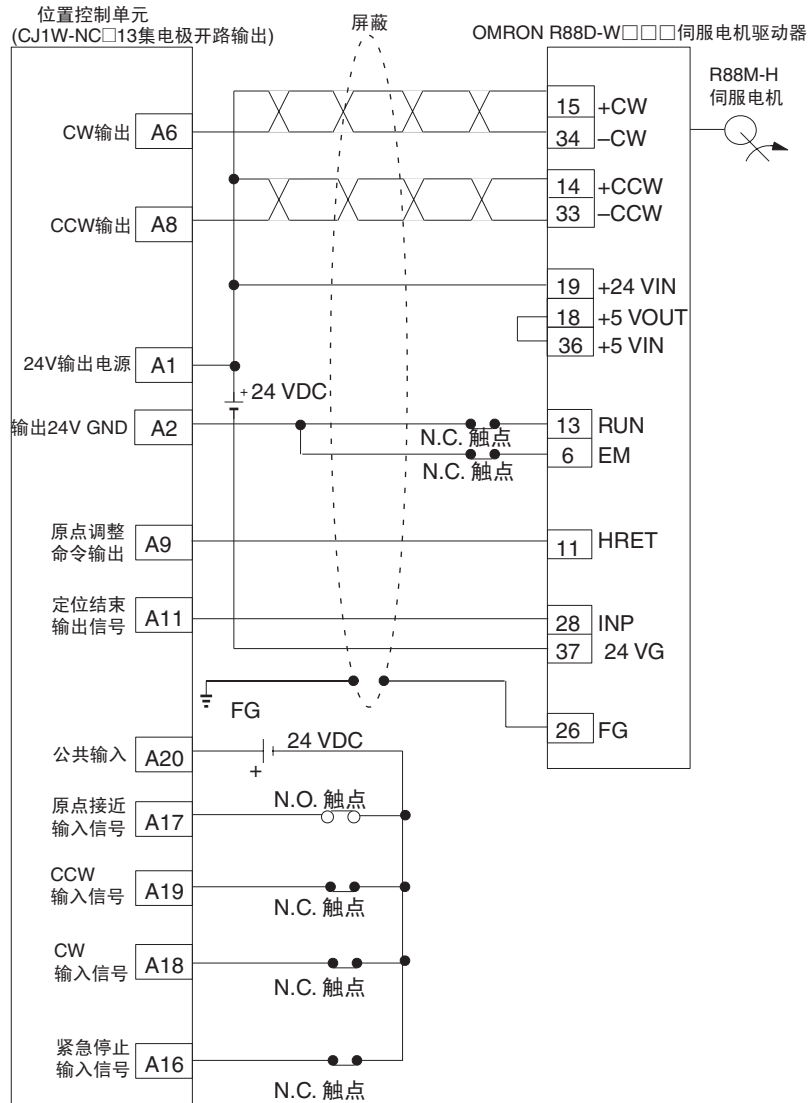 位置控制单元
(CJ1W-NC□13集电极开路输出)
屏蔽
OMRON R88D-W□□□伺服电机驱动器
R88M-H
伺服电机
CW输出 A6
15 +CW
34 –CW
CCW输出 A8
14 +CCW
33 –CCW
19 +24 VIN
18 +5 VOUT
36 +5 VIN
24V输出电源 A1
+ 24 VDC
输出24V GND A2
N.C. 触点
13 RUN
N.C. 触点
6 EM
原点调整
命令输出 A9
11 HRET
定位结束
输出信号 A11
28 INP
37 24 VG
FG
26 FG
公共输入 A20
24 VDC
+
原点接近
输入信号 A17
N.O. 触点
CCW
输入信号 A19
N.C. 触点
CW
输入信号 A18
N.C. 触点
紧急停止
输入信号 A16
N.C. 触点